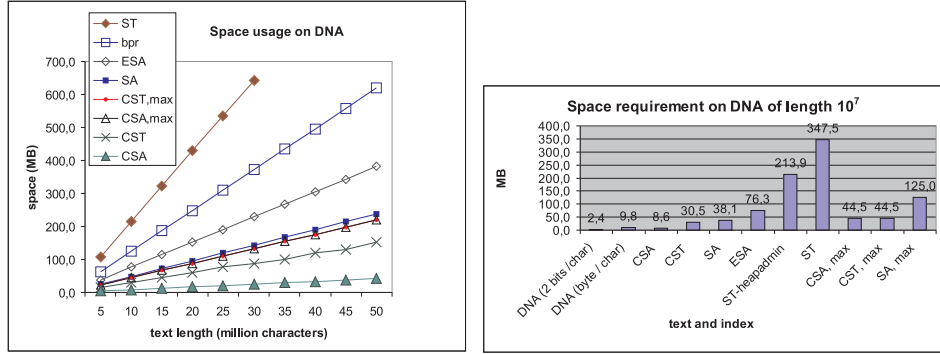 Space usage on DNA
ST
bpr
ESA
SA
CST,max
CSA,max
CST
CSA
space (MB)
700,0
600,0
500,0
400,0
300,0
200,0
100,0
0,0
5 10 15 20 25 30 35 40 45 50
text length (million characters)
Space requirement on DNA of length 10⁷
MB
400,0
350,0
300,0
250,0
200,0
150,0
100,0
50,0
0,0
2,4 9,8 8,6 30,5 38,1 76,3 213,9 347,5 44,5 44,5 125,0
DNA (2 bits /char)
DNA (byte / char)
CSA
CST
SA
ESA
ST-heapadmin
ST
CSA, max
CST, max
SA, max
text and index